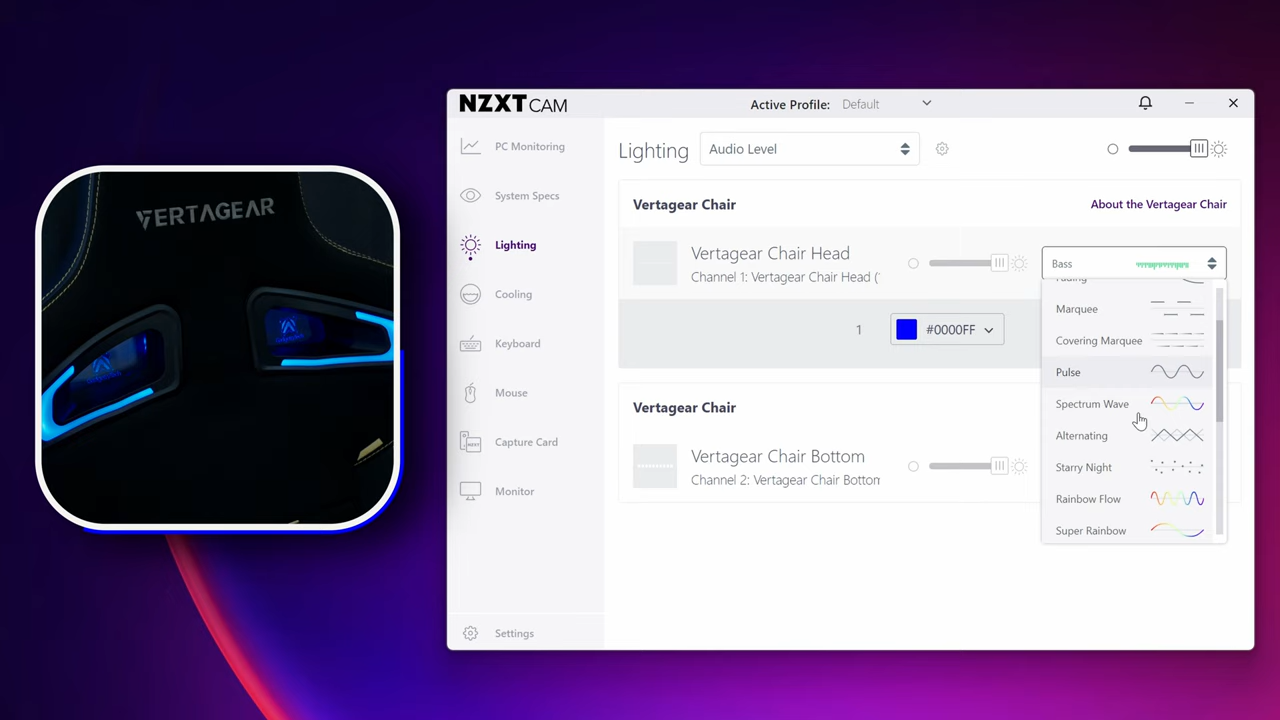 NZXT CAM
Active Profile: Default
PC Monitoring
System Specs
Lighting
Cooling
Keyboard
Mouse
Capture Card
Monitor
Settings
Lighting
Audio Level
Vertagear Chair
About the Vertagear Chair
Vertagear Chair Head
Channel 1: Vertagear Chair Head (
Bass
1
#0000FF
Fading
Marquee
Covering Marquee
Pulse
Spectrum Wave
Alternating
Starry Night
Rainbow Flow
Super Rainbow
Vertagear Chair
Vertagear Chair Bottom
Channel 2: Vertagear Chair Bottom
VERTAGEAR